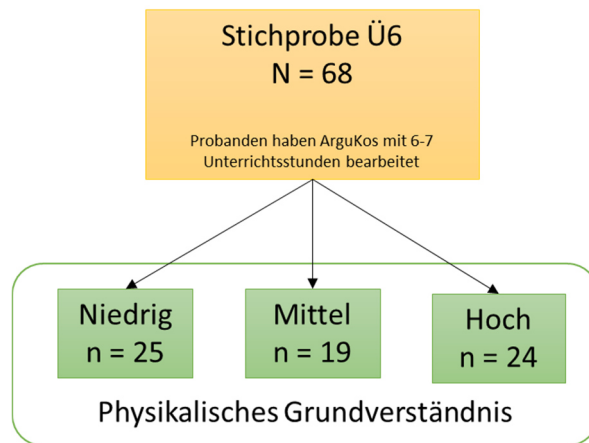 Stichprobe Ü6
N = 68
Probanden haben ArguKos mit 6-7
Unterrichtsstunden bearbeitet
Niedrig
n = 25
Mittel
n = 19
Hoch
n = 24
Physikalisches Grundverständnis